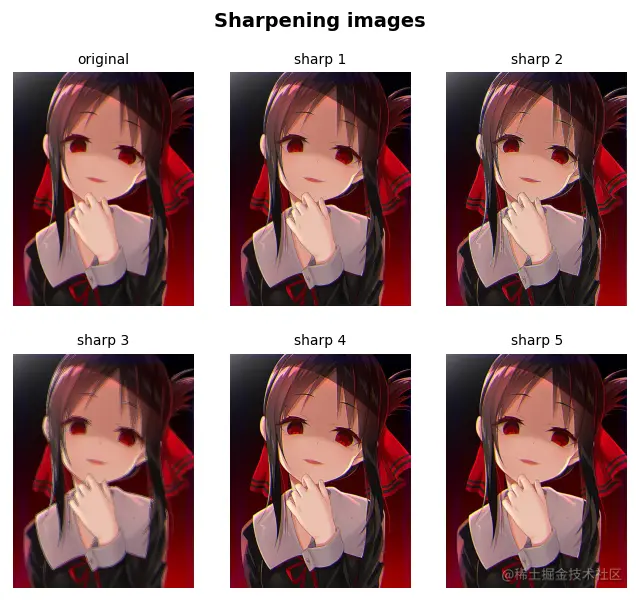 Sharpening images
original
sharp 1
sharp 2
sharp 3
sharp 4
sharp 5
@稀土掘金技术社区